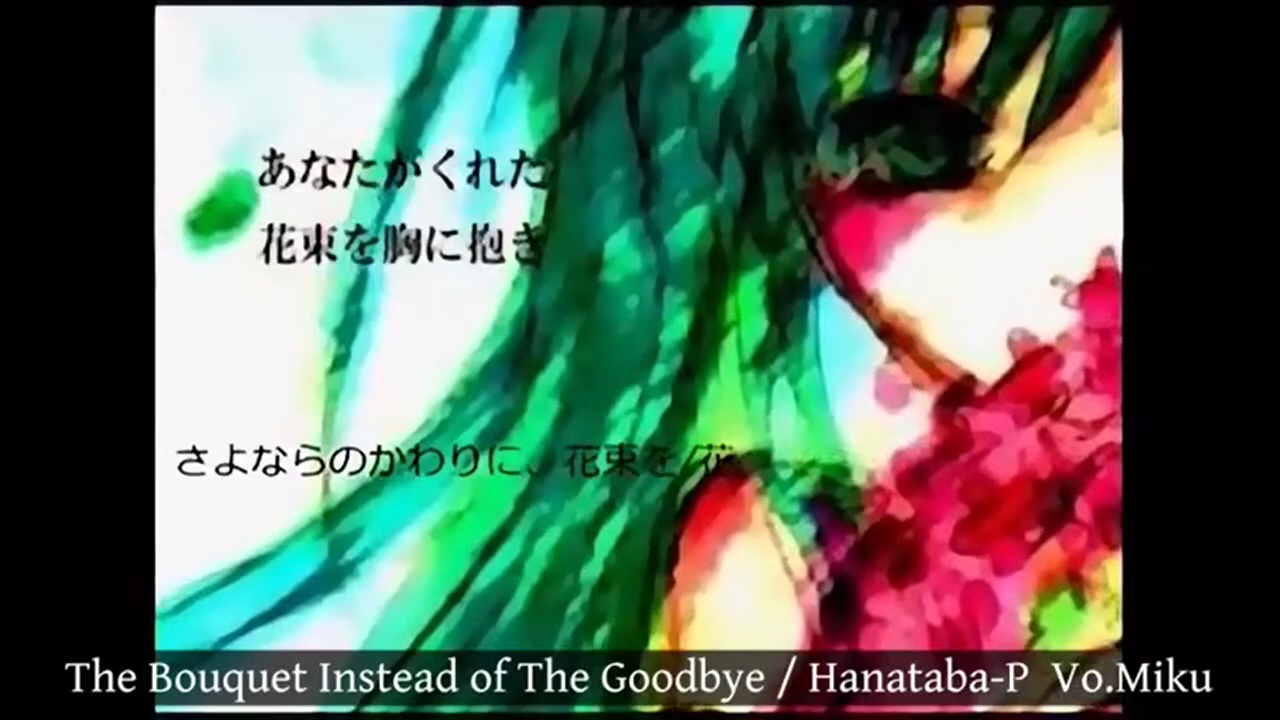 あなたがくれた
花束を胸に抱き
さよならのかわりに、花束を/花
The Bouquet Instead of The Goodbye / Hanataba-P Vo.Miku